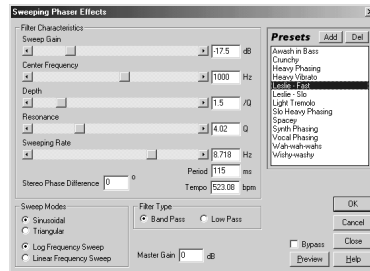 Sweeping Phaser Effects
Filter Characteristics
Sweep Gain
-17.5 dB
Center Frequency
1000 Hz
Depth
1.5 /Q
Resonance
4.02 Q
Sweeping Rate
8.718 Hz
Period 115 ms
Stereo Phase Difference 0 °
Tempo 523.08 bpm
Sweep Modes
Sinusoidal
Triangular
Log Frequency Sweep
Linear Frequency Sweep
Filter Type
Band Pass Low Pass
Master Gain 0 dB
Presets Add Del
Awash in Bass
Crunchy
Heavy Phasing
Heavy Vibrato
Leslie - Fast
Leslie - Slo
Light Tremolo
Slo Heavy Phasing
Spacey
Synth Phasing
Vocal Phasing
Wah-wah-wahs
Wishy-washy
OK
Cancel
Bypass Close
Preview Help